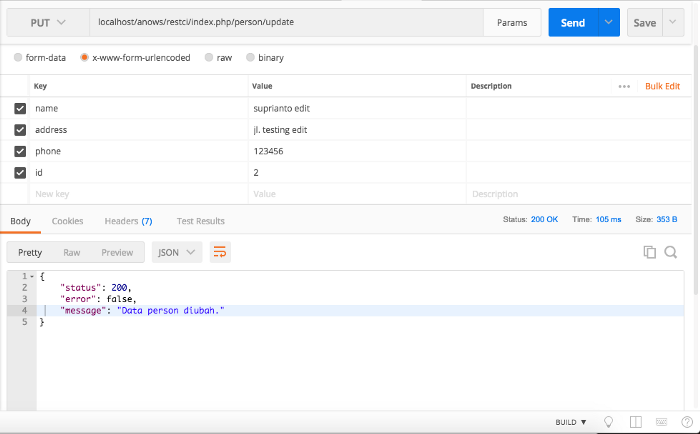 PUT localhost/anows/restci/index.php/person/update Params Send Save
form-data x-www-form-urlencoded raw binary
Key Value Description ••• Bulk Edit
name suprianto edit
address jl. testing edit
phone 123456
id 2
New key Value Description
Body Cookies Headers (7) Test Results Status: 200 OK Time: 105 ms Size: 353 B
Pretty Raw Preview JSON
1 {
2 "status": 200,
3 "error": false,
4 "message": "Data person diubah."
5 }
BUILD